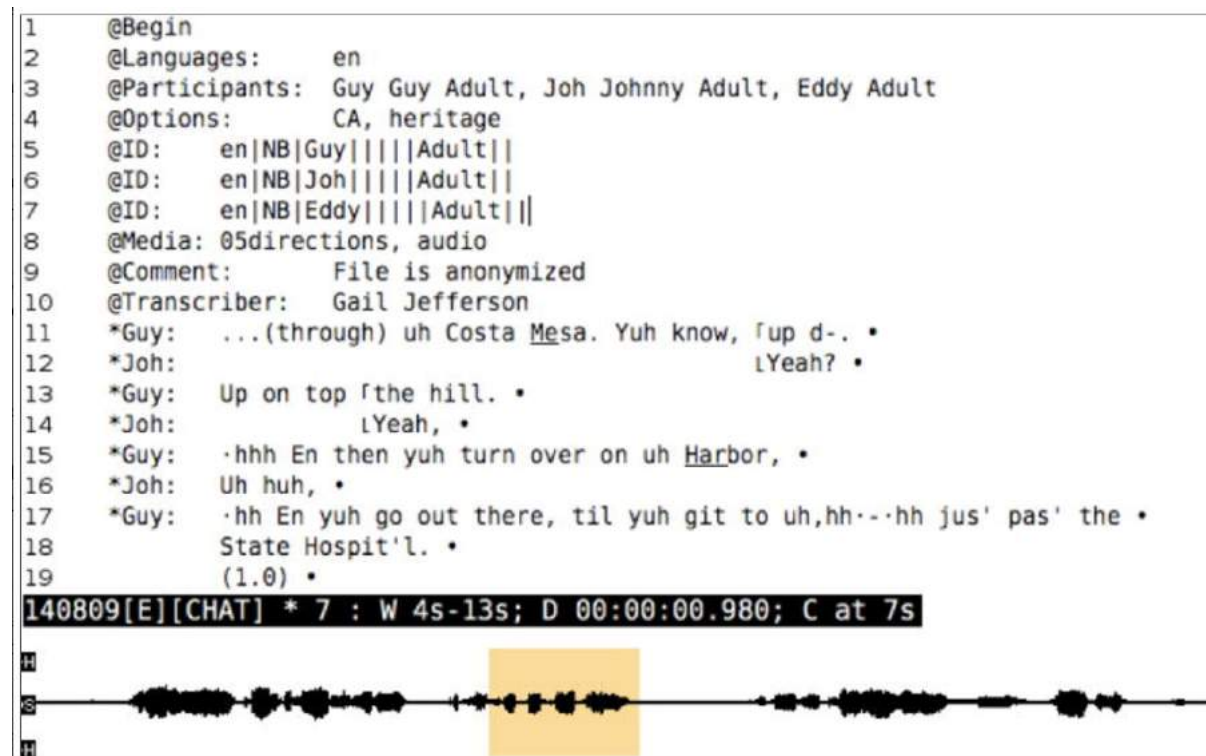 1 @Begin
2 @Languages: en
3 @Participants: Guy Guy Adult, Joh Johnny Adult, Eddy Adult
4 @Options: CA, heritage
5 @ID: en|NB|Guy|||||Adult||
6 @ID: en|NB|Joh|||||Adult||
7 @ID: en|NB|Eddy|||||Adult||
8 @Media: 05directions, audio
9 @Comment: File is anonymized
10 @Transcriber: Gail Jefferson
11 *Guy: ...(through) uh Costa Mesa. Yuh know, ⌈up d-. •
12 *Joh: ⌊Yeah? •
13 *Guy: Up on top ⌈the hill. •
14 *Joh: ⌊Yeah, •
15 *Guy: ·hhh En then yuh turn over on uh Harbor, •
16 *Joh: Uh huh, •
17 *Guy: ·hh En yuh go out there, til yuh git to uh,hh·-·hh jus' pas' the •
18 State Hospit'l. •
19 (1.0) •
140809[E][CHAT] * 7 : W 4s-13s; D 00:00:00.980; C at 7s
H
S
H